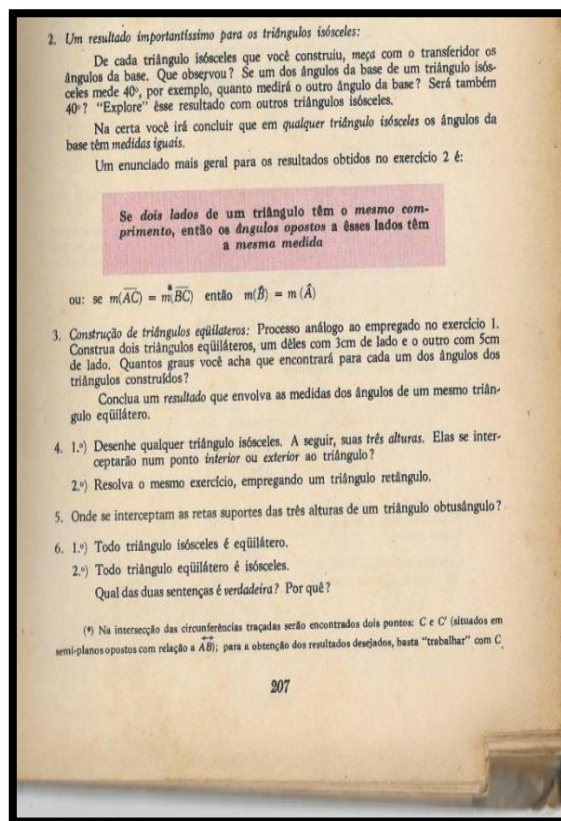 2. Um resultado importantíssimo para os triângulos isósceles:
De cada triângulo isósceles que você construiu, meça com o transferidor os
ângulos da base. Que observou? Se um dos ângulos da base de um triângulo isós-
celes mede 40º, por exemplo, quanto medirá o outro ângulo da base? Será também
40º? “Explore” êsse resultado com outros triângulos isósceles.
Na certa você irá concluir que em qualquer triângulo isósceles os ângulos da
base têm medidas iguais.
Um enunciado mais geral para os resultados obtidos no exercício 2 é:
Se dois lados de um triângulo têm o mesmo com-
primento, então os ângulos opostos a êsses lados têm
a mesma medida
ou: se m(A̅C̅) = m(B̅C̅) então m(B̂) = m (Â)
3. Construção de triângulos eqüiláteros: Processo análogo ao empregado no exercício 1.
Construa dois triângulos eqüiláteros, um dêles com 3cm de lado e o outro com 5cm
de lado. Quantos graus você acha que encontrará para cada um dos ângulos dos
triângulos construídos?
Conclua um resultado que envolva as medidas dos ângulos de um mesmo triân-
gulo eqüilátero.
4. 1.º) Desenhe qualquer triângulo isósceles. A seguir, suas três alturas. Elas se inter-
ceptarão num ponto interior ou exterior ao triângulo?
2.º) Resolva o mesmo exercício, empregando um triângulo retângulo.
5. Onde se interceptam as retas suportes das três alturas de um triângulo obtusângulo?
6. 1.º) Todo triângulo isósceles é eqüilátero.
2.º) Todo triângulo eqüilátero é isósceles.
Qual das duas sentenças é verdadeira? Por quê?
(*) Na intersecção das circunferências traçadas serão encontrados dois pontos: C e C' (situados em
semi-planos opostos com relação a AB); para a obtenção dos resultados desejados, basta “trabalhar” com C
207